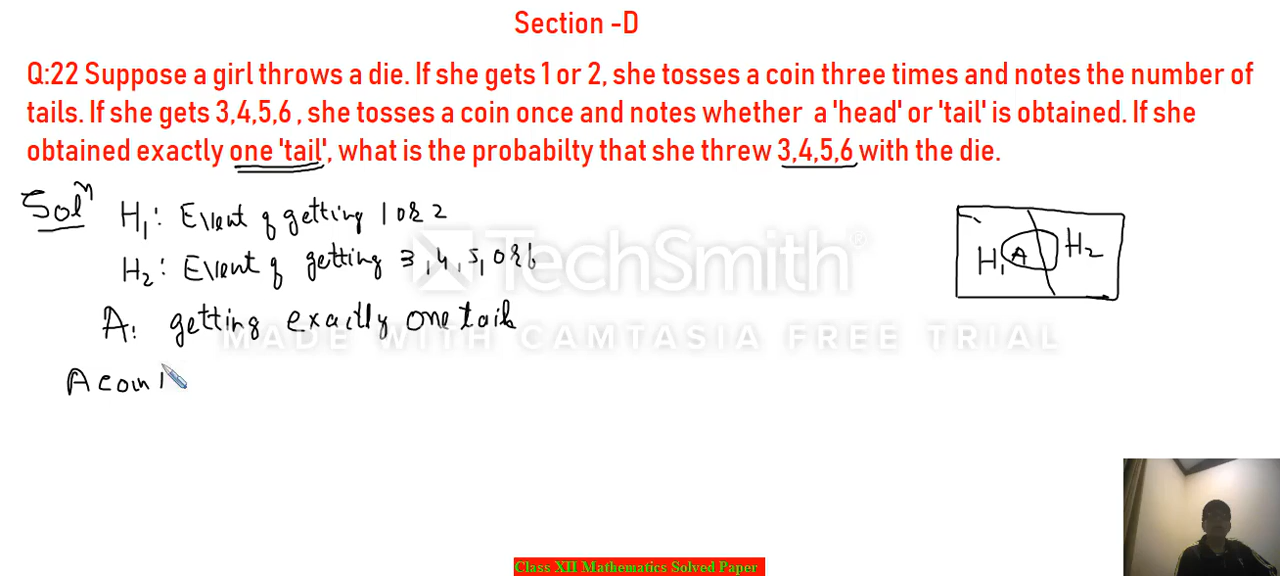 Section -D
Q:22 Suppose a girl throws a die. If she gets 1 or 2, she tosses a coin three times and notes the number of
tails. If she gets 3,4,5,6 , she tosses a coin once and notes whether a 'head' or 'tail' is obtained. If she
obtained exactly one 'tail', what is the probabilty that she threw 3,4,5,6 with the die.
Solⁿ
H₁: Event of getting 1 or 2
H₂: Event of getting 3,4,5, or 6
A: getting exactly one tail
A coin
H₁ A H₂
TechSmith®
MADE WITH CAMTASIA FREE TRIAL
Class XII Mathematics Solved Paper